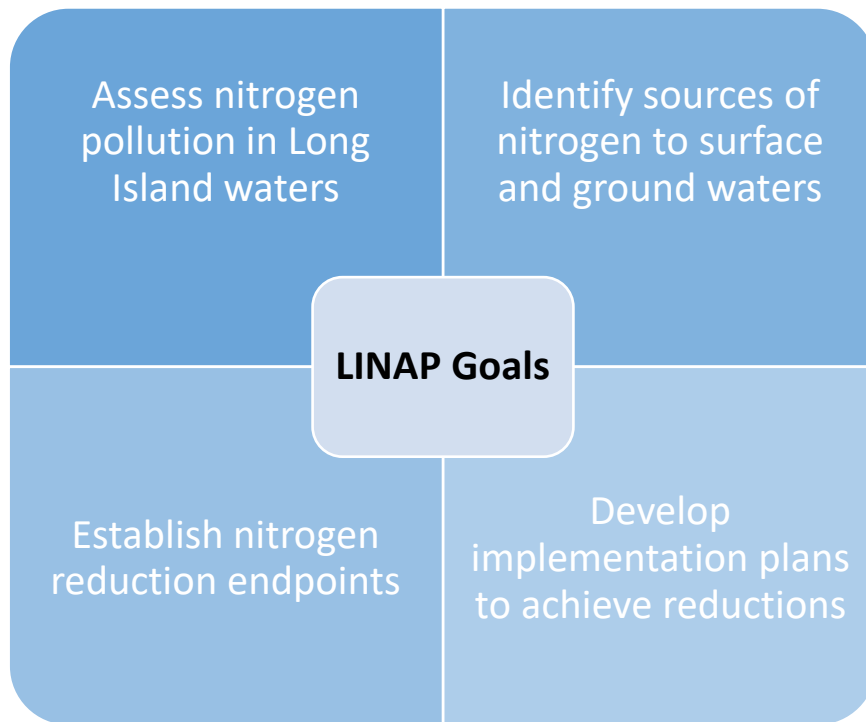 Assess nitrogen
pollution in Long
Island waters
Identify sources of
nitrogen to surface
and ground waters
LINAP Goals
Establish nitrogen
reduction endpoints
Develop
implementation plans
to achieve reductions